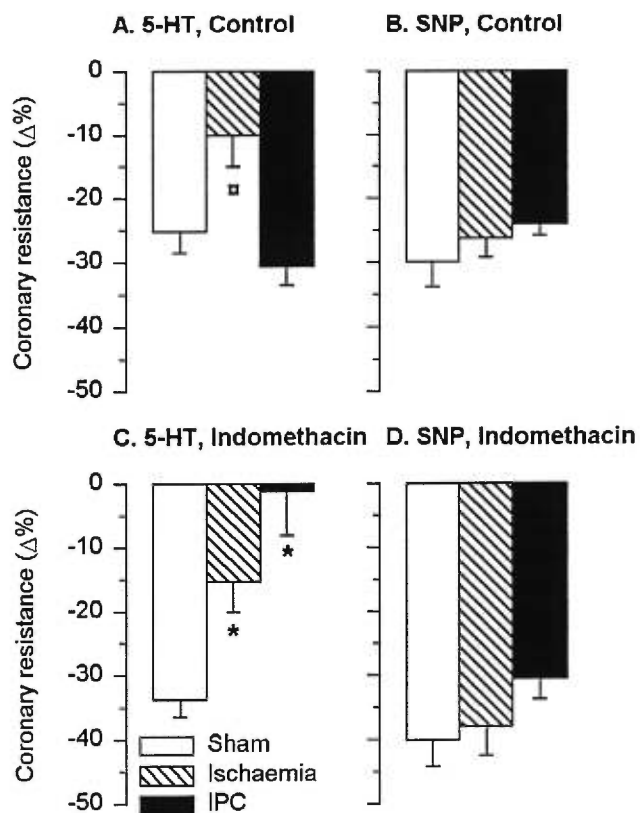 A. 5-HT, Control
B. SNP, Control
Coronary resistance (Δ%)
0
-10
-20
-30
-40
-50
¤
C. 5-HT, Indomethacin
D. SNP, Indomethacin
Coronary resistance (Δ%)
0
-10
-20
-30
-40
-50
*
*
Sham
Ischaemia
IPC